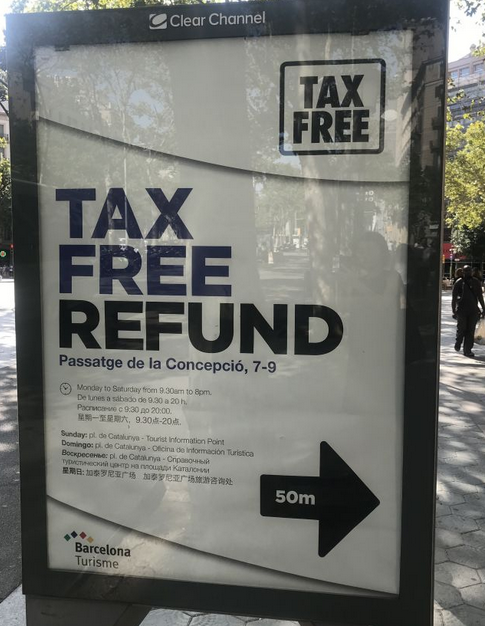 Clear Channel
TAX
FREE
TAX
FREE
REFUND
Passatge de la Concepció, 7-9
Monday to Saturday from 9:30am to 8pm.
De lunes a sábado de 9.30 a 20 h.
Расписание с 9:30 до 20:00.
星期一至星期六，9.30点-20点.
Sunday: pl. de Catalunya - Tourist Information Point
Domingo: pl. de Catalunya - Oficina de Información Turística
Воскресенье: pl. de Catalunya - Справочный
туристический центр на площади Каталонии
星期日: 加泰罗尼亚广场 加泰罗尼亚广场旅游咨询处
50m
Barcelona
Turisme